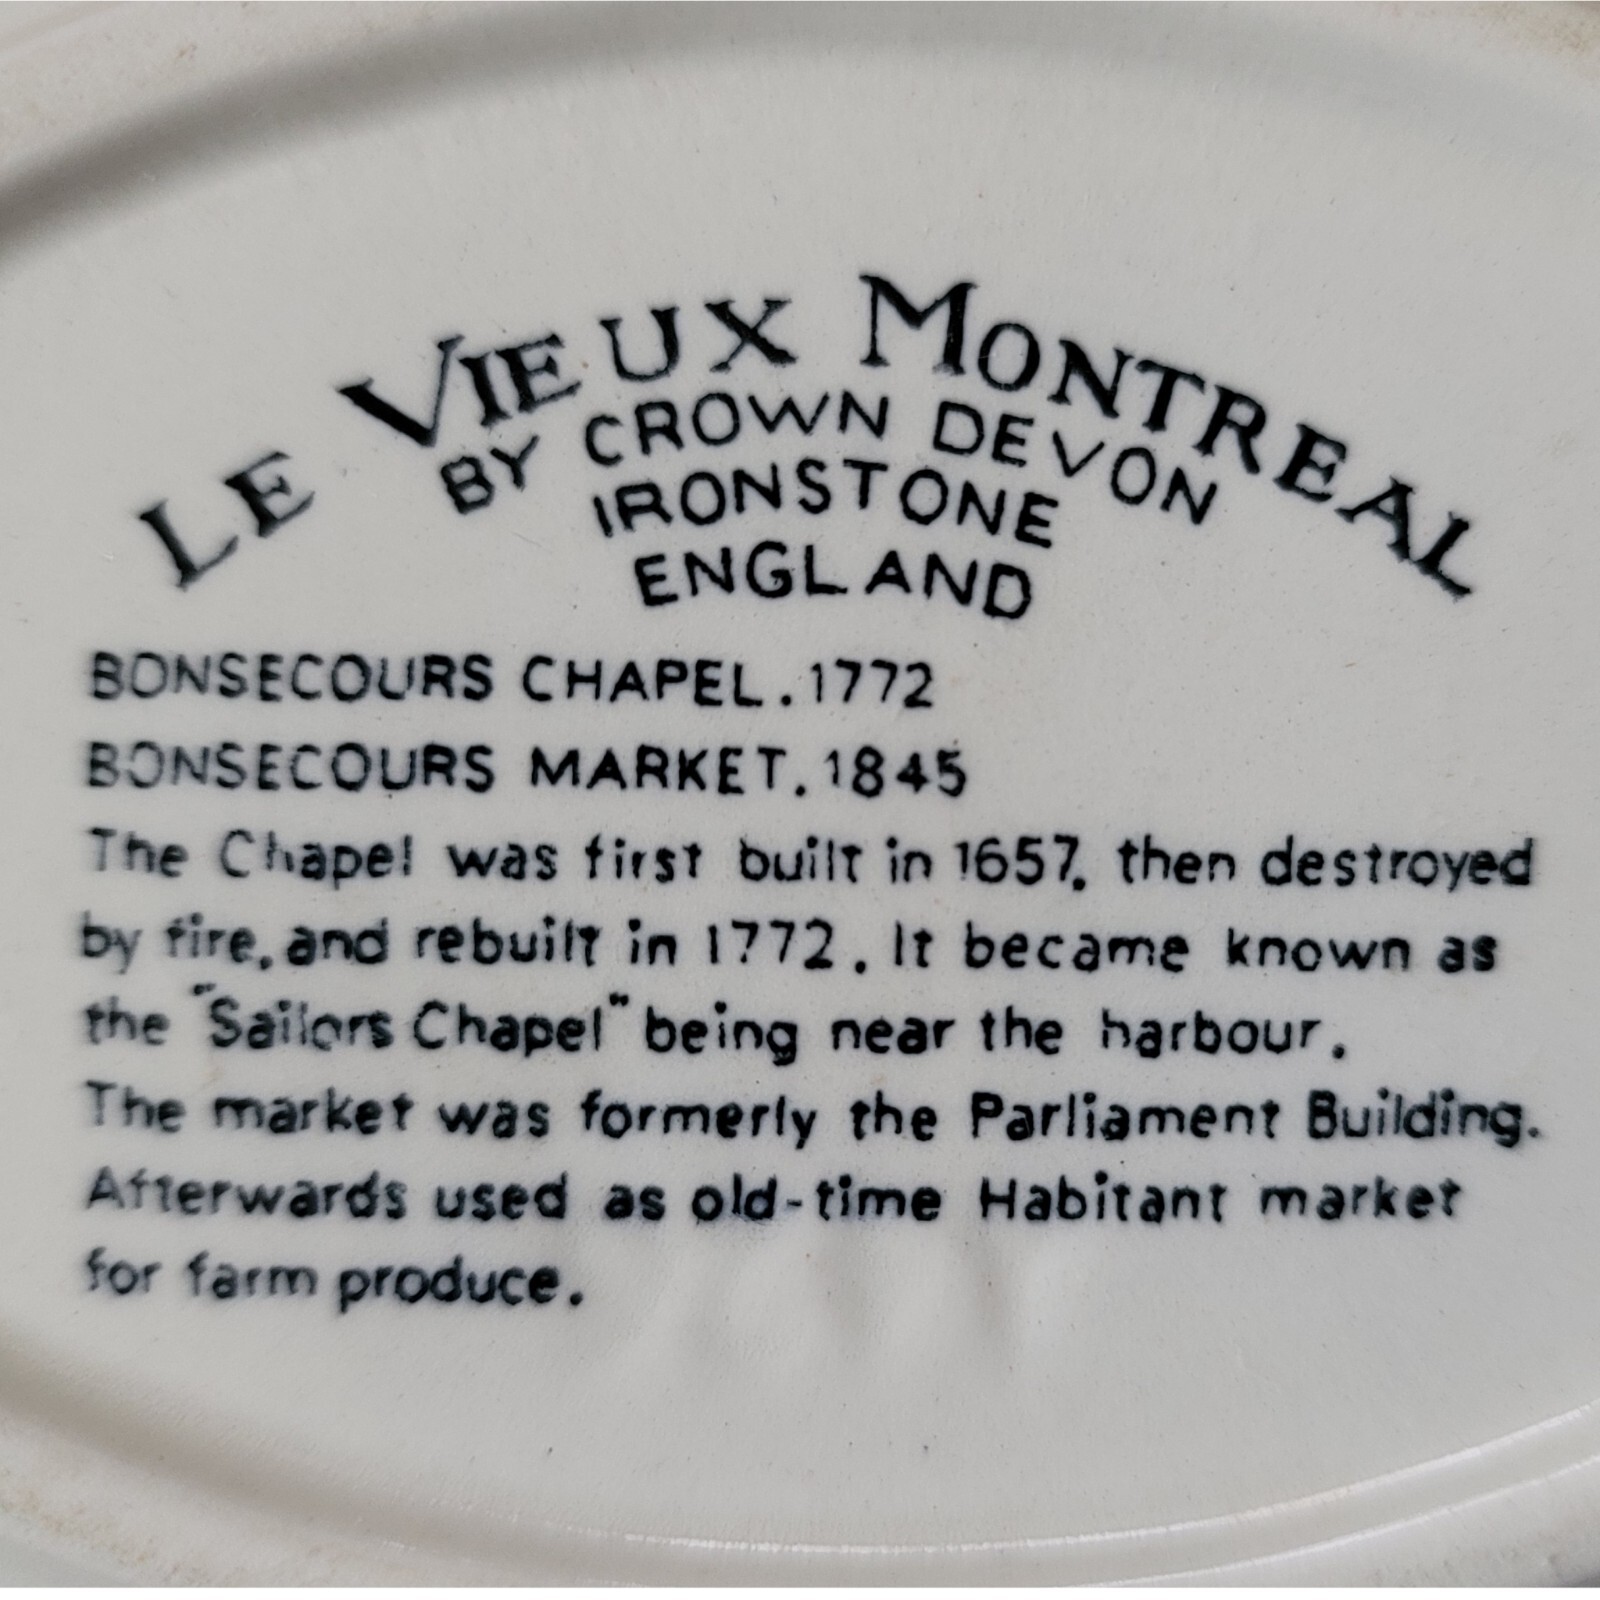 LE VIEUX MONTREAL
BY CROWN DEVON
IRONSTONE
ENGLAND
BONSECOURS CHAPEL. 1772
BONSECOURS MARKET. 1845
The Chapel was first built in 1657, then destroyed
by fire, and rebuilt in 1772. It became known as
the "Sailors Chapel" being near the harbour.
The market was formerly the Parliament Building.
Afterwards used as old-time Habitant market
for farm produce.